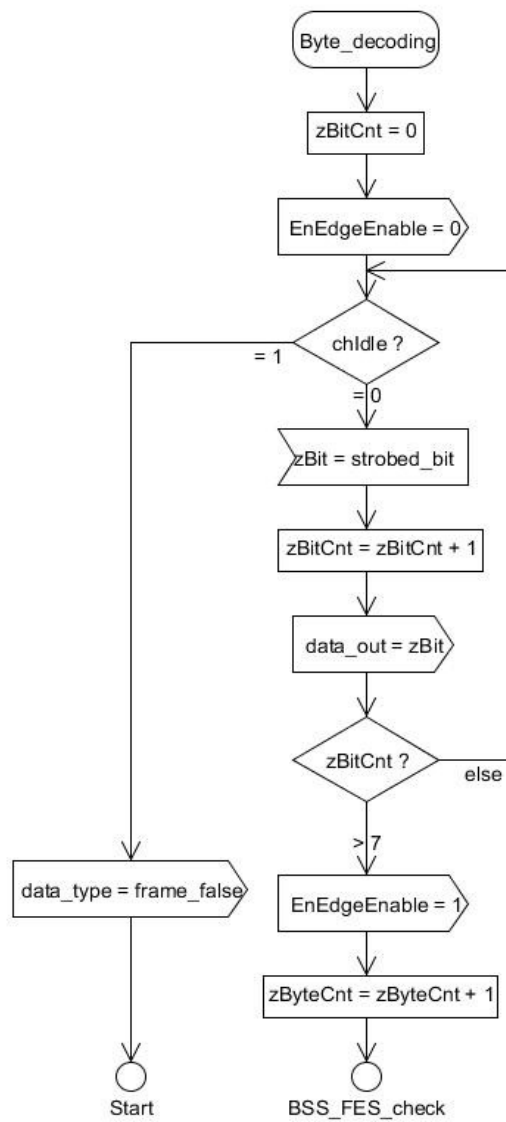 Byte_decoding
zBitCnt = 0
EnEdgeEnable = 0
chIdle ?
= 1
= 0
zBit = strobed_bit
zBitCnt = zBitCnt + 1
data_out = zBit
zBitCnt ?
else
> 7
data_type = frame_false
EnEdgeEnable = 1
zByteCnt = zByteCnt + 1
Start
BSS_FES_check